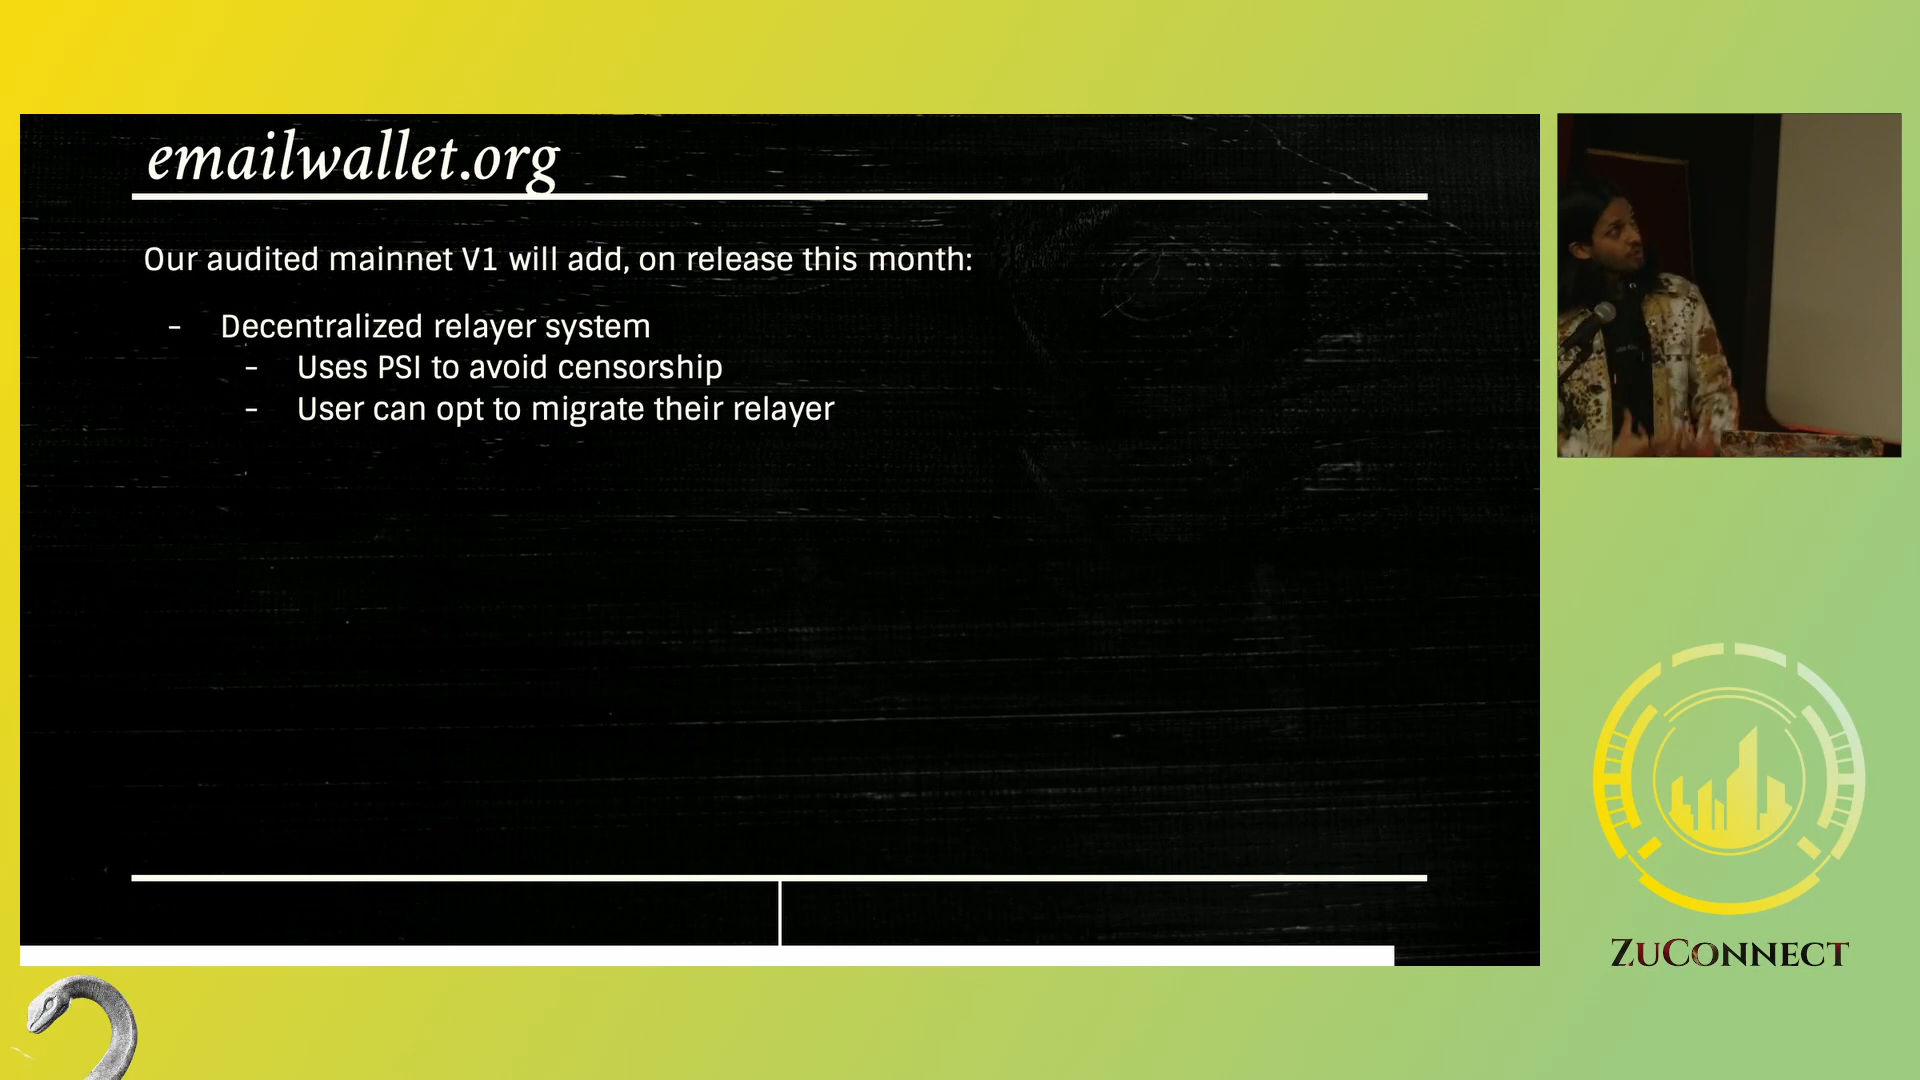 emailwallet.org
Our audited mainnet V1 will add, on release this month:
- Decentralized relayer system
- Uses PSI to avoid censorship
- User can opt to migrate their relayer
ZUCONNECT